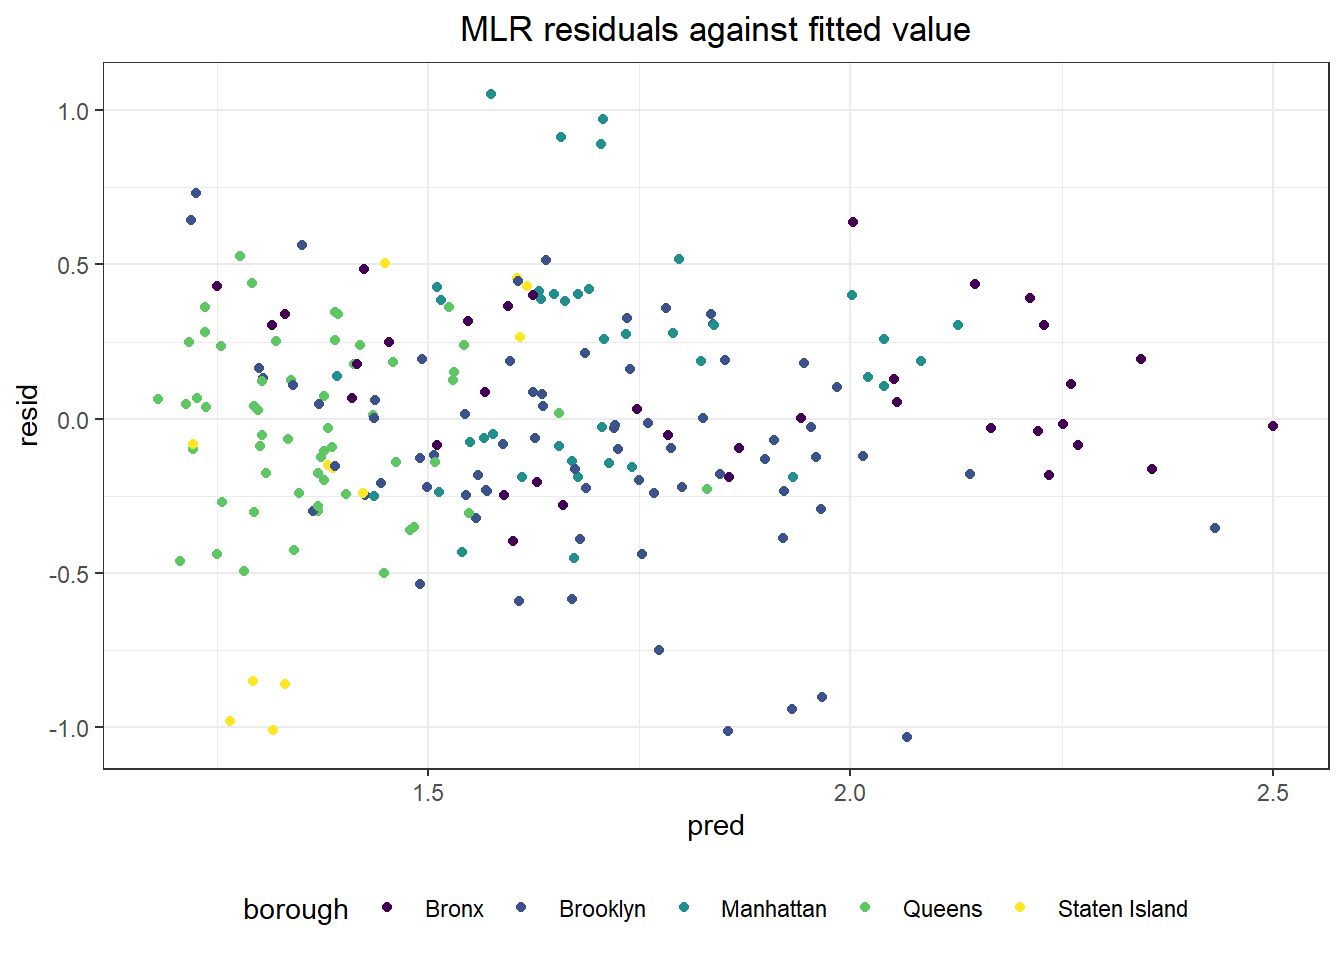 MLR residuals against fitted value
1.0
0.5
0.0
-0.5
-1.0
resid
1.5 2.0 2.5
pred
borough Bronx Brooklyn Manhattan Queens Staten Island